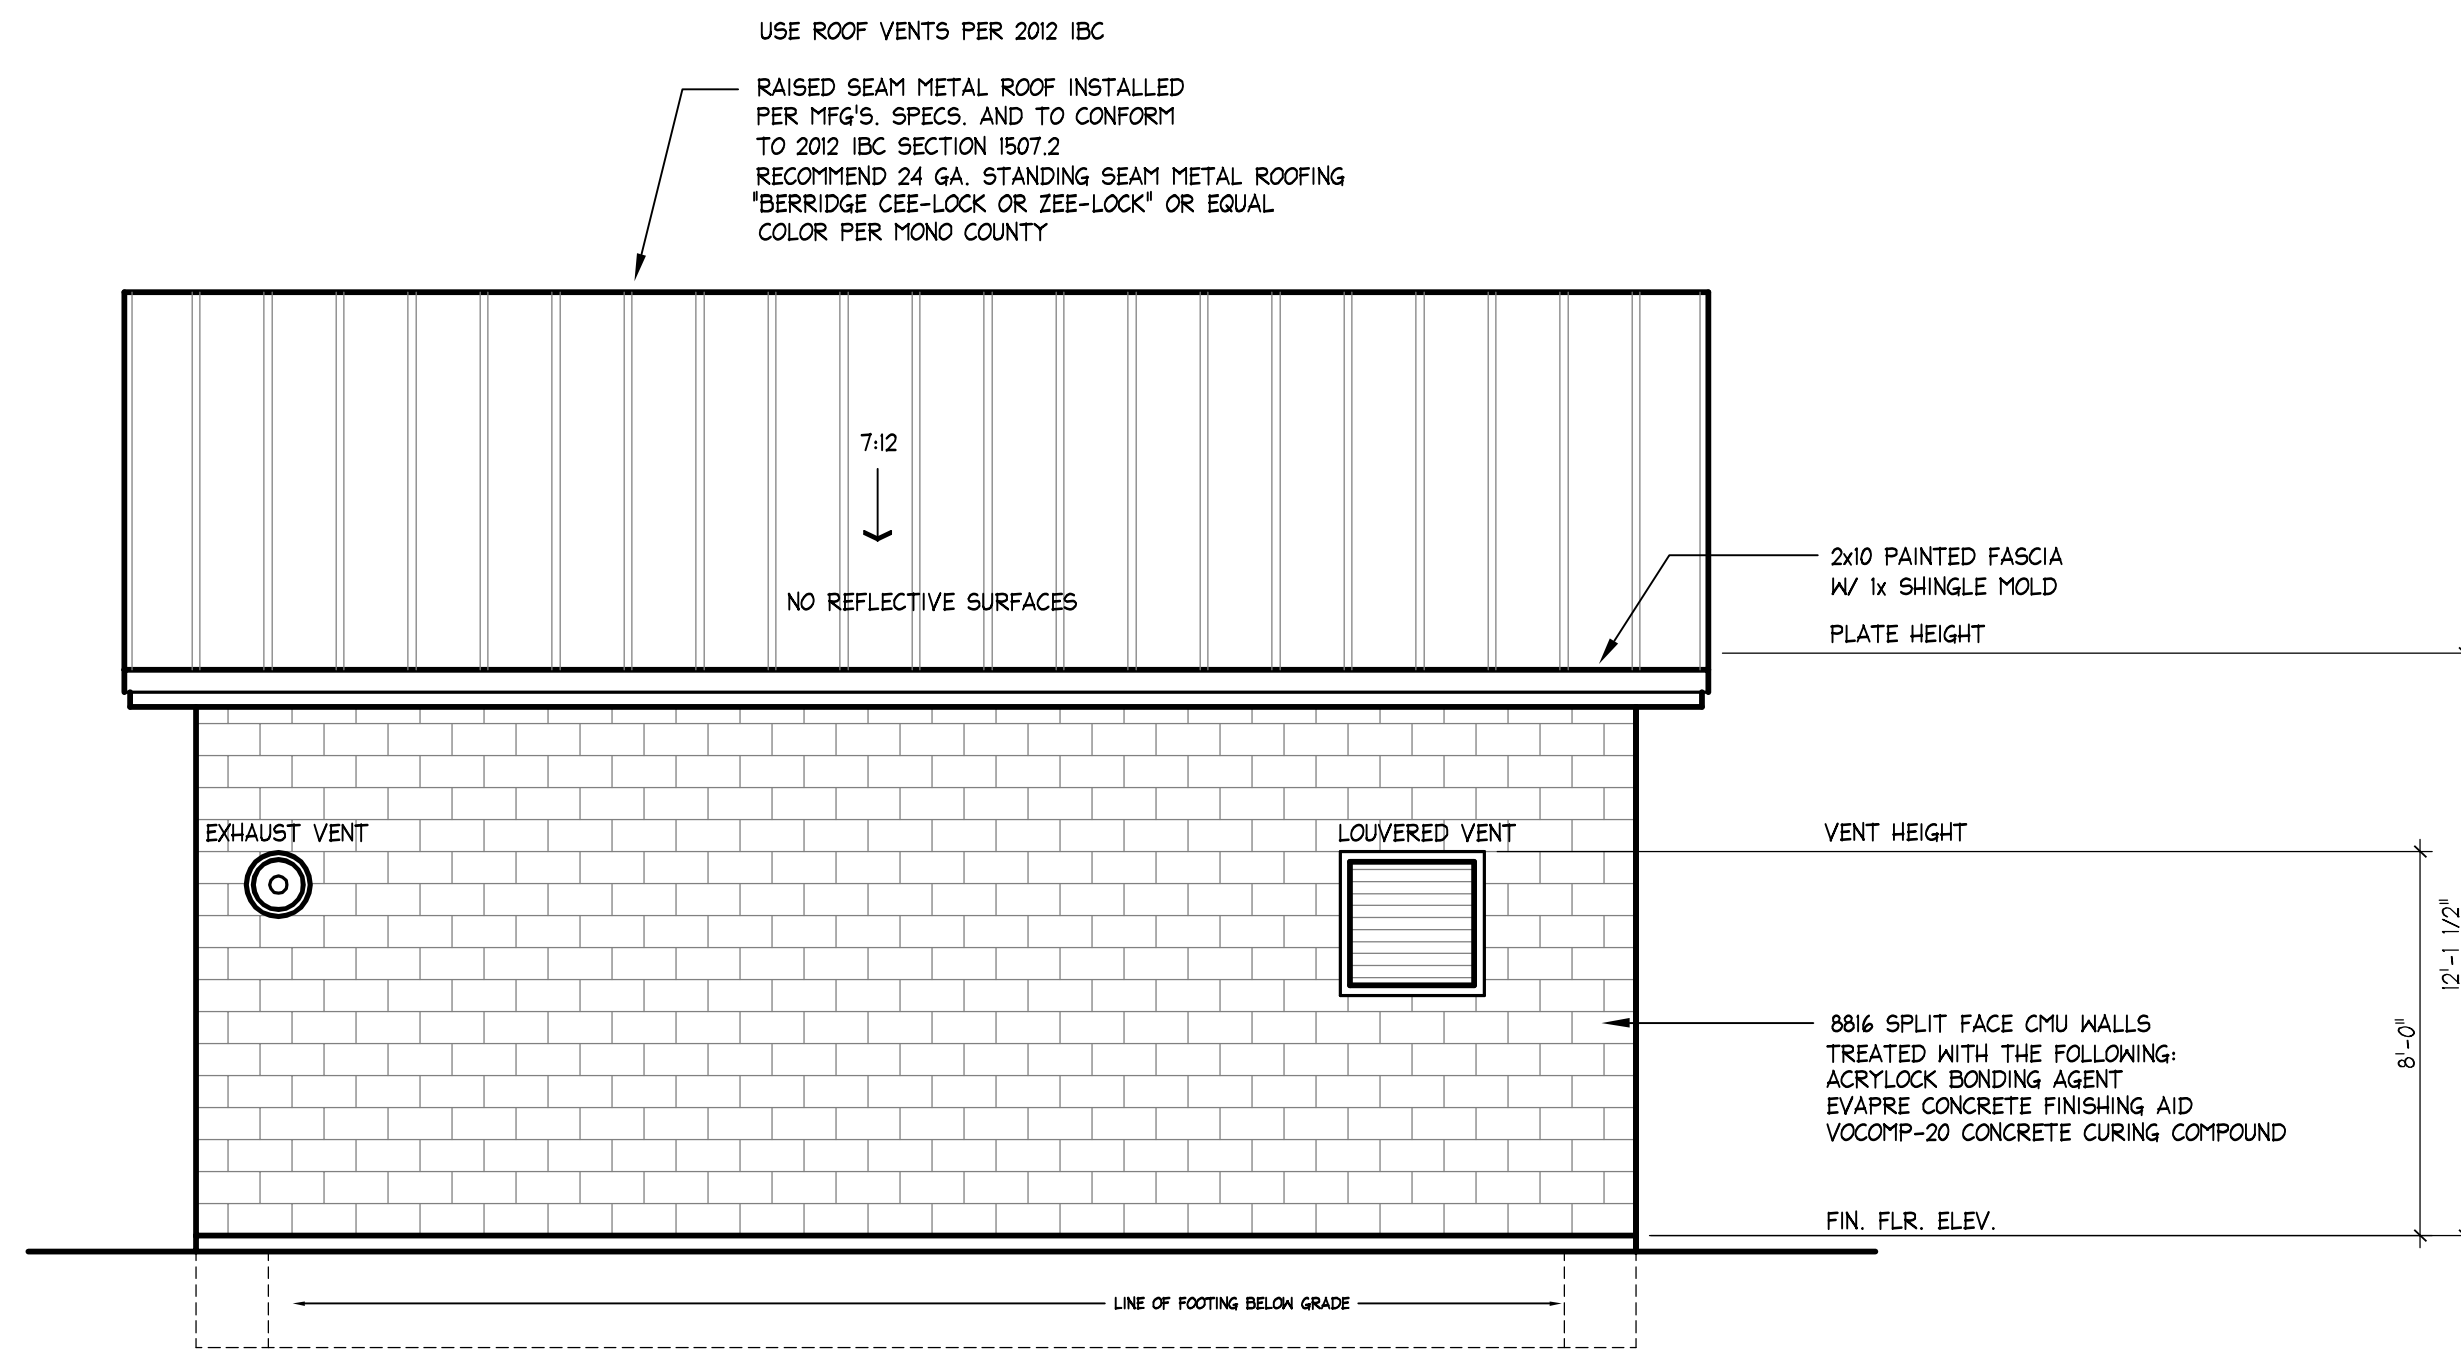 USE ROOF VENTS PER 2012 IBC
RAISED SEAM METAL ROOF INSTALLED
PER MFG'S. SPECS. AND TO CONFORM
TO 2012 IBC SECTION 1507.2
RECOMMEND 24 GA. STANDING SEAM METAL ROOFING
"BERRIDGE CEE-LOCK OR ZEE-LOCK" OR EQUAL
COLOR PER MONO COUNTY
7:12
NO REFLECTIVE SURFACES
2x10 PAINTED FASCIA
W/ 1x SHINGLE MOLD
PLATE HEIGHT
EXHAUST VENT
LOUVERED VENT
VENT HEIGHT
12'-1 1/2"
8'-0"
8816 SPLIT FACE CMU WALLS
TREATED WITH THE FOLLOWING:
ACRYLOCK BONDING AGENT
EVAPRE CONCRETE FINISHING AID
VOCOMP-20 CONCRETE CURING COMPOUND
FIN. FLR. ELEV.
LINE OF FOOTING BELOW GRADE